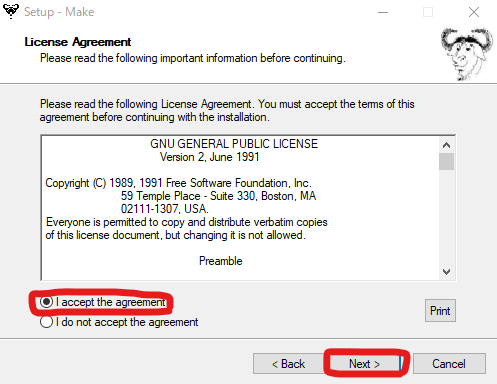 Setup - Make
License Agreement
Please read the following important information before continuing.
Please read the following License Agreement. You must accept the terms of this
agreement before continuing with the installation.
GNU GENERAL PUBLIC LICENSE
Version 2, June 1991
Copyright (C) 1989, 1991 Free Software Foundation, Inc.
59 Temple Place - Suite 330, Boston, MA
02111-1307, USA.
Everyone is permitted to copy and distribute verbatim copies
of this license document, but changing it is not allowed.
Preamble
I accept the agreement
I do not accept the agreement
Print
< Back
Next >
Cancel